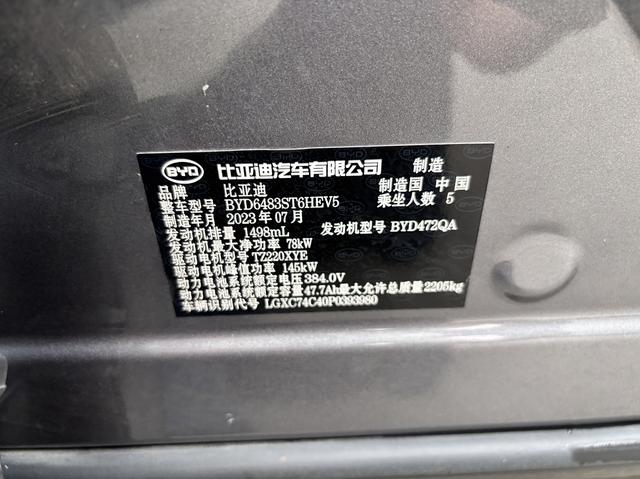 BYD 比亚迪汽车有限公司 制造
品牌 比亚迪 制造国 中国
整车型号 BYD6483ST6HEV5 乘坐人数 5
制造年月 2023年07月
发动机排量 1498mL 发动机型号 BYD472QA
发动机最大净功率 78kW
驱动电机型号 TZ220XYE
驱动电机峰值功率 145kW
动力电池系统额定电压 384.0V
动力电池系统额定容量 47.7Ah 最大允许总质量 2205kg
车辆识别代号 LGXC74C40P0393980